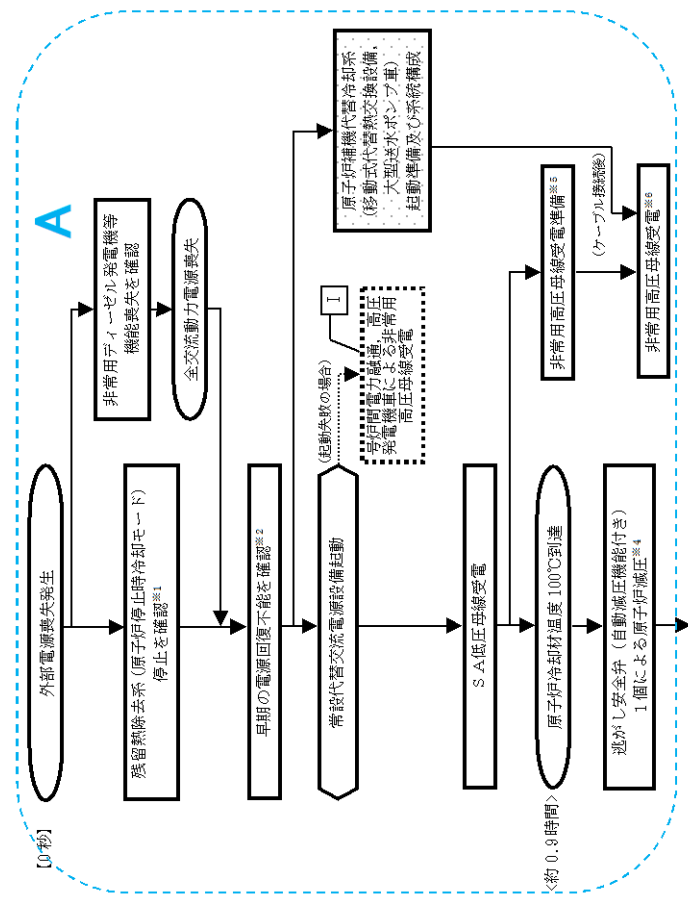 A
【0秒】
外部電源喪失発生
残留熱除去系(原子炉停止時冷却モード)
停止を確認※1
非常用ディーゼル発電機等
機能喪失を確認
全交流動力電源喪失
早期の電源回復不能を確認※2
常設代替交流電源設備起動
(起動失敗の場合)
I
号炉間電力融通,高圧
発電機車による非常用
高圧母線受電
原子炉補機代替冷却系
(移動式代替熱交換設備,
大型送水ポンプ車)
起動準備及び系統構成
SA低圧母線受電
非常用高圧母線受電準備※5
(ケーブル接続後)
<約0.9時間>
原子炉冷却材温度100℃到達
逃がし安全弁(自動減圧機能付き)
1個による原子炉減圧※4
非常用高圧母線受電※6